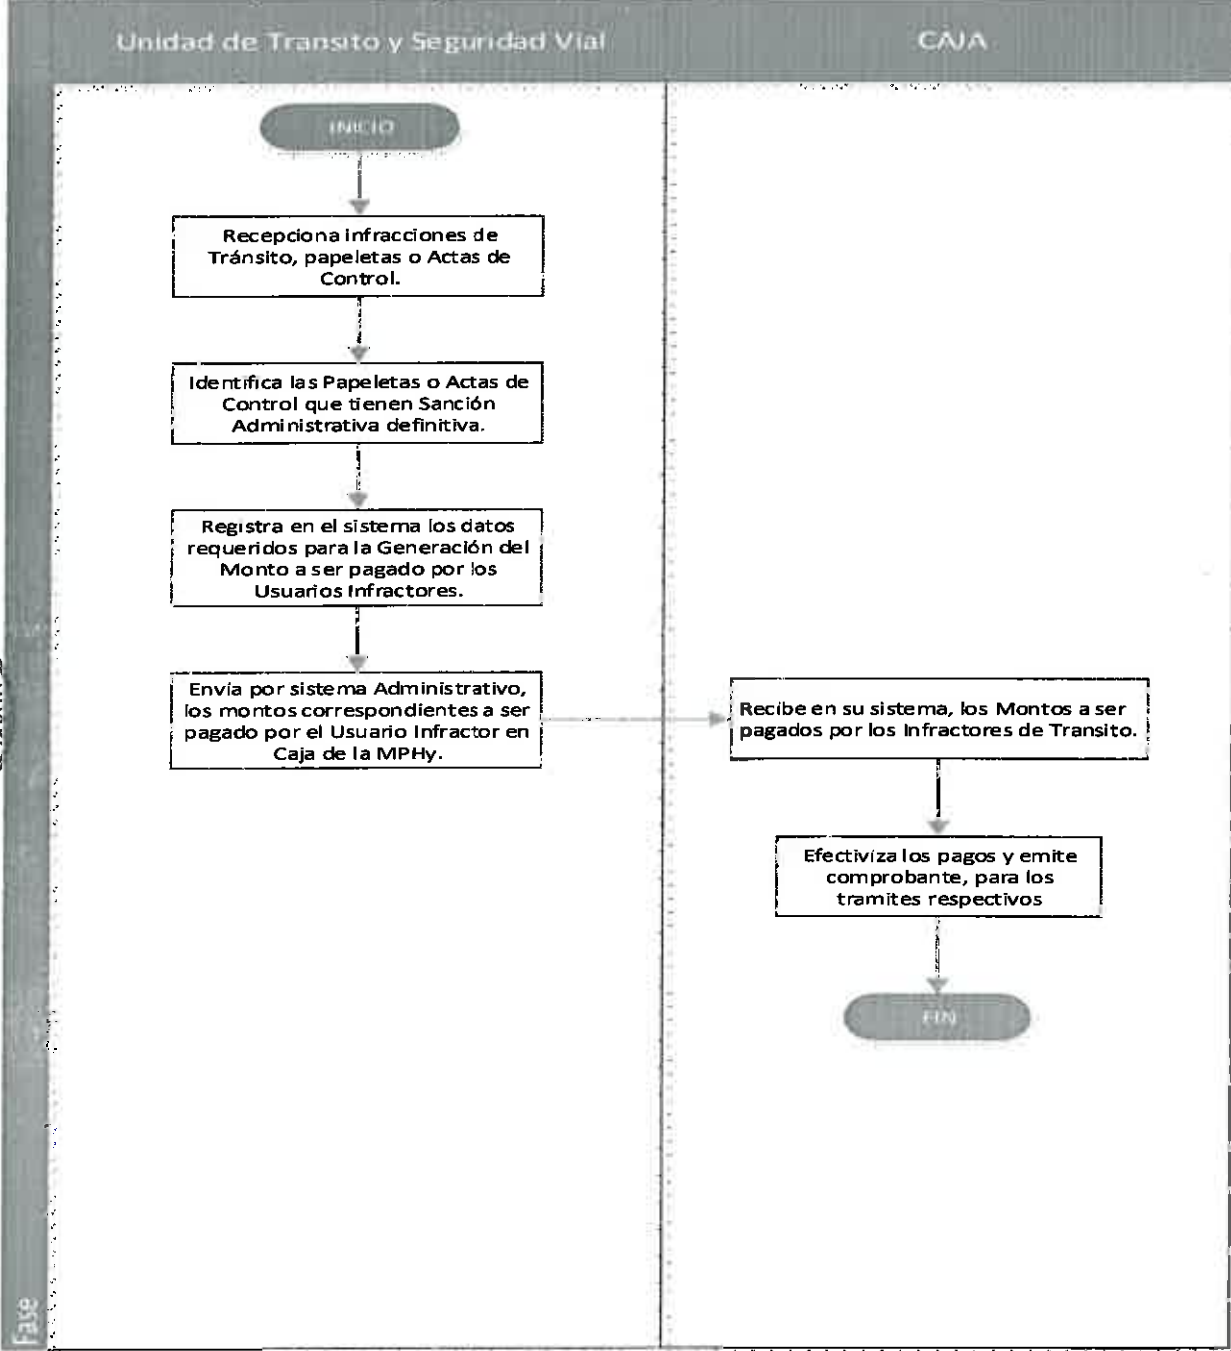 Unidad de Transito y Seguridad Vial
CAJA
INICIO
Recepciona infracciones de
Tránsito, papeletas o Actas de
Control.
Identifica las Papeletas o Actas de
Control que tienen Sanción
Administrativa definitiva.
Registra en el sistema los datos
requeridos para la Generación del
Monto a ser pagado por los
Usuarios Infractores.
Envía por sistema Administrativo,
los montos correspondientes a ser
pagado por el Usuario Infractor en
Caja de la MPHy.
Recibe en su sistema, los Montos a ser
pagados por los Infractores de Transito.
Efectiviza los pagos y emite
comprobante, para los
tramites respectivos
FIN
Fase